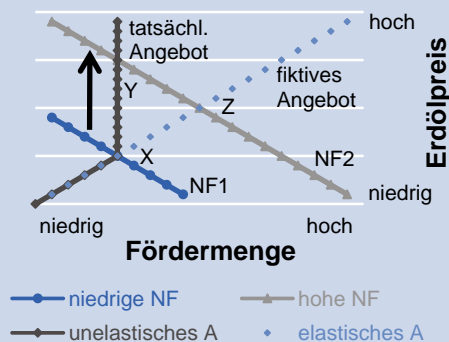 tatsächl.
Angebot
hoch
fiktives
Angebot
Y
Z
X
NF2
NF1
niedrig
niedrig
hoch
Erdölpreis
Fördermenge
niedrige NF
hohe NF
unelastisches A
elastisches A